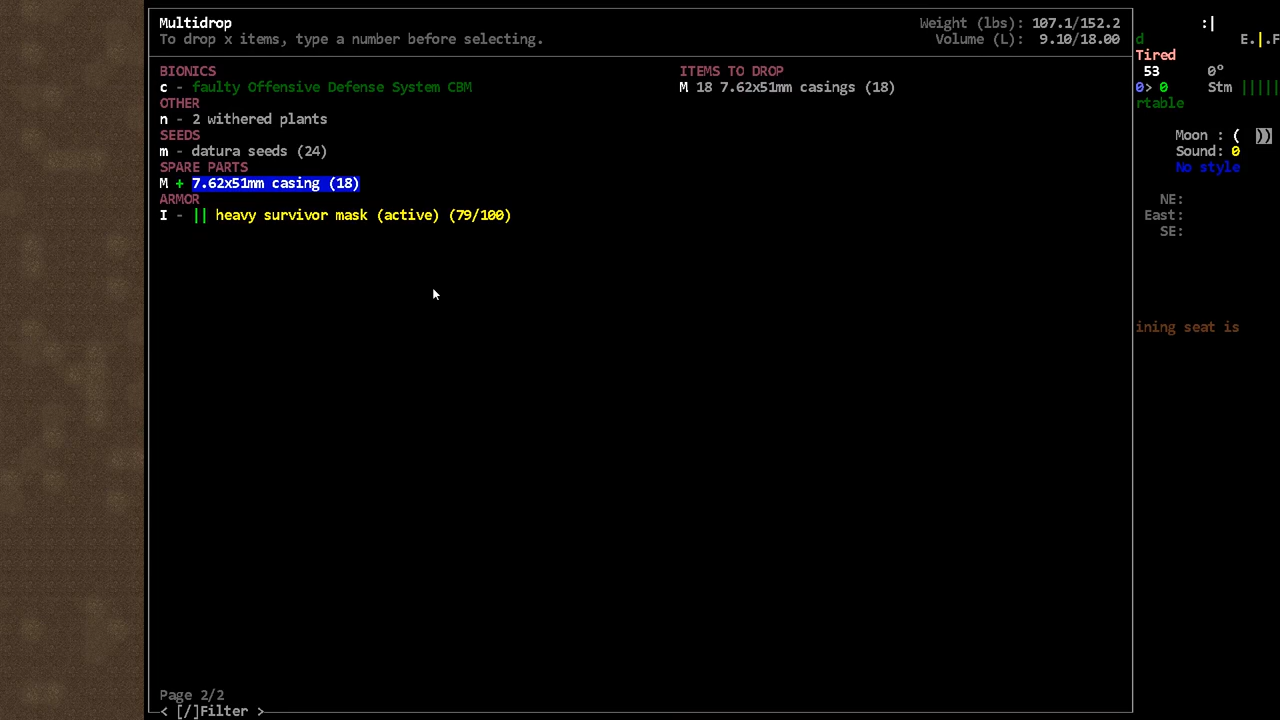 Multidrop Weight (lbs): 107.1/152.2 :|
To drop x items, type a number before selecting. Volume (L): 9.10/18.00 d E.|.F
Tired
BIONICS ITEMS TO DROP 53 0°
c - faulty Offensive Defense System CBM M 18 7.62x51mm casings (18) 0> 0 Stm |||||
OTHER rtable
n - 2 withered plants
SEEDS Moon : ( ))
m - datura seeds (24) Sound: 0
SPARE PARTS No style
M + 7.62x51mm casing (18)
ARMOR NE:
I - || heavy survivor mask (active) (79/100) East:
SE:
ining seat is
Page 2/2
< [/]Filter >